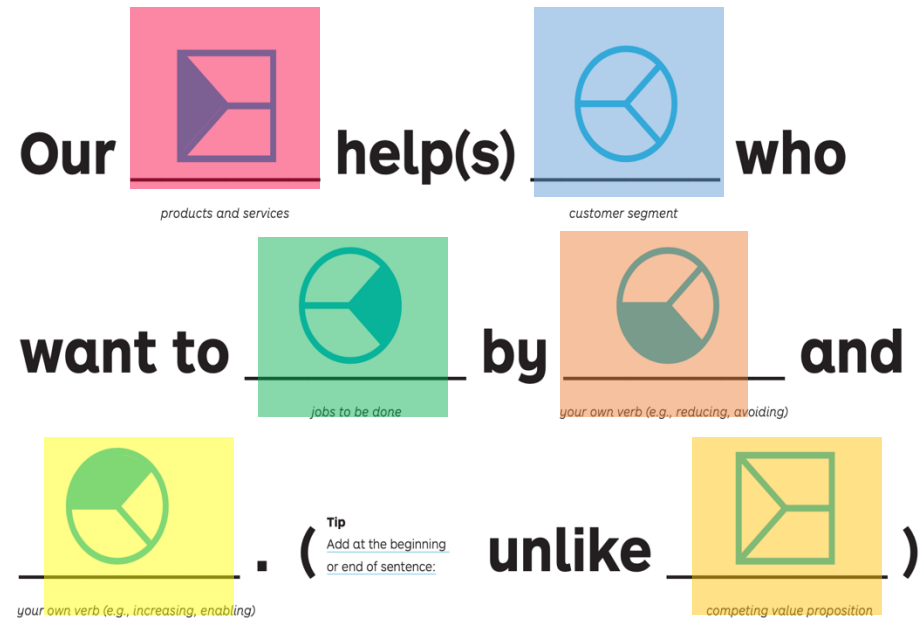 Our help(s) who
products and services customer segment
want to by and
jobs to be done your own verb (e.g., reducing, avoiding)
. ( Tip
Add at the beginning
or end of sentence:
unlike )
your own verb (e.g., increasing, enabling) competing value proposition